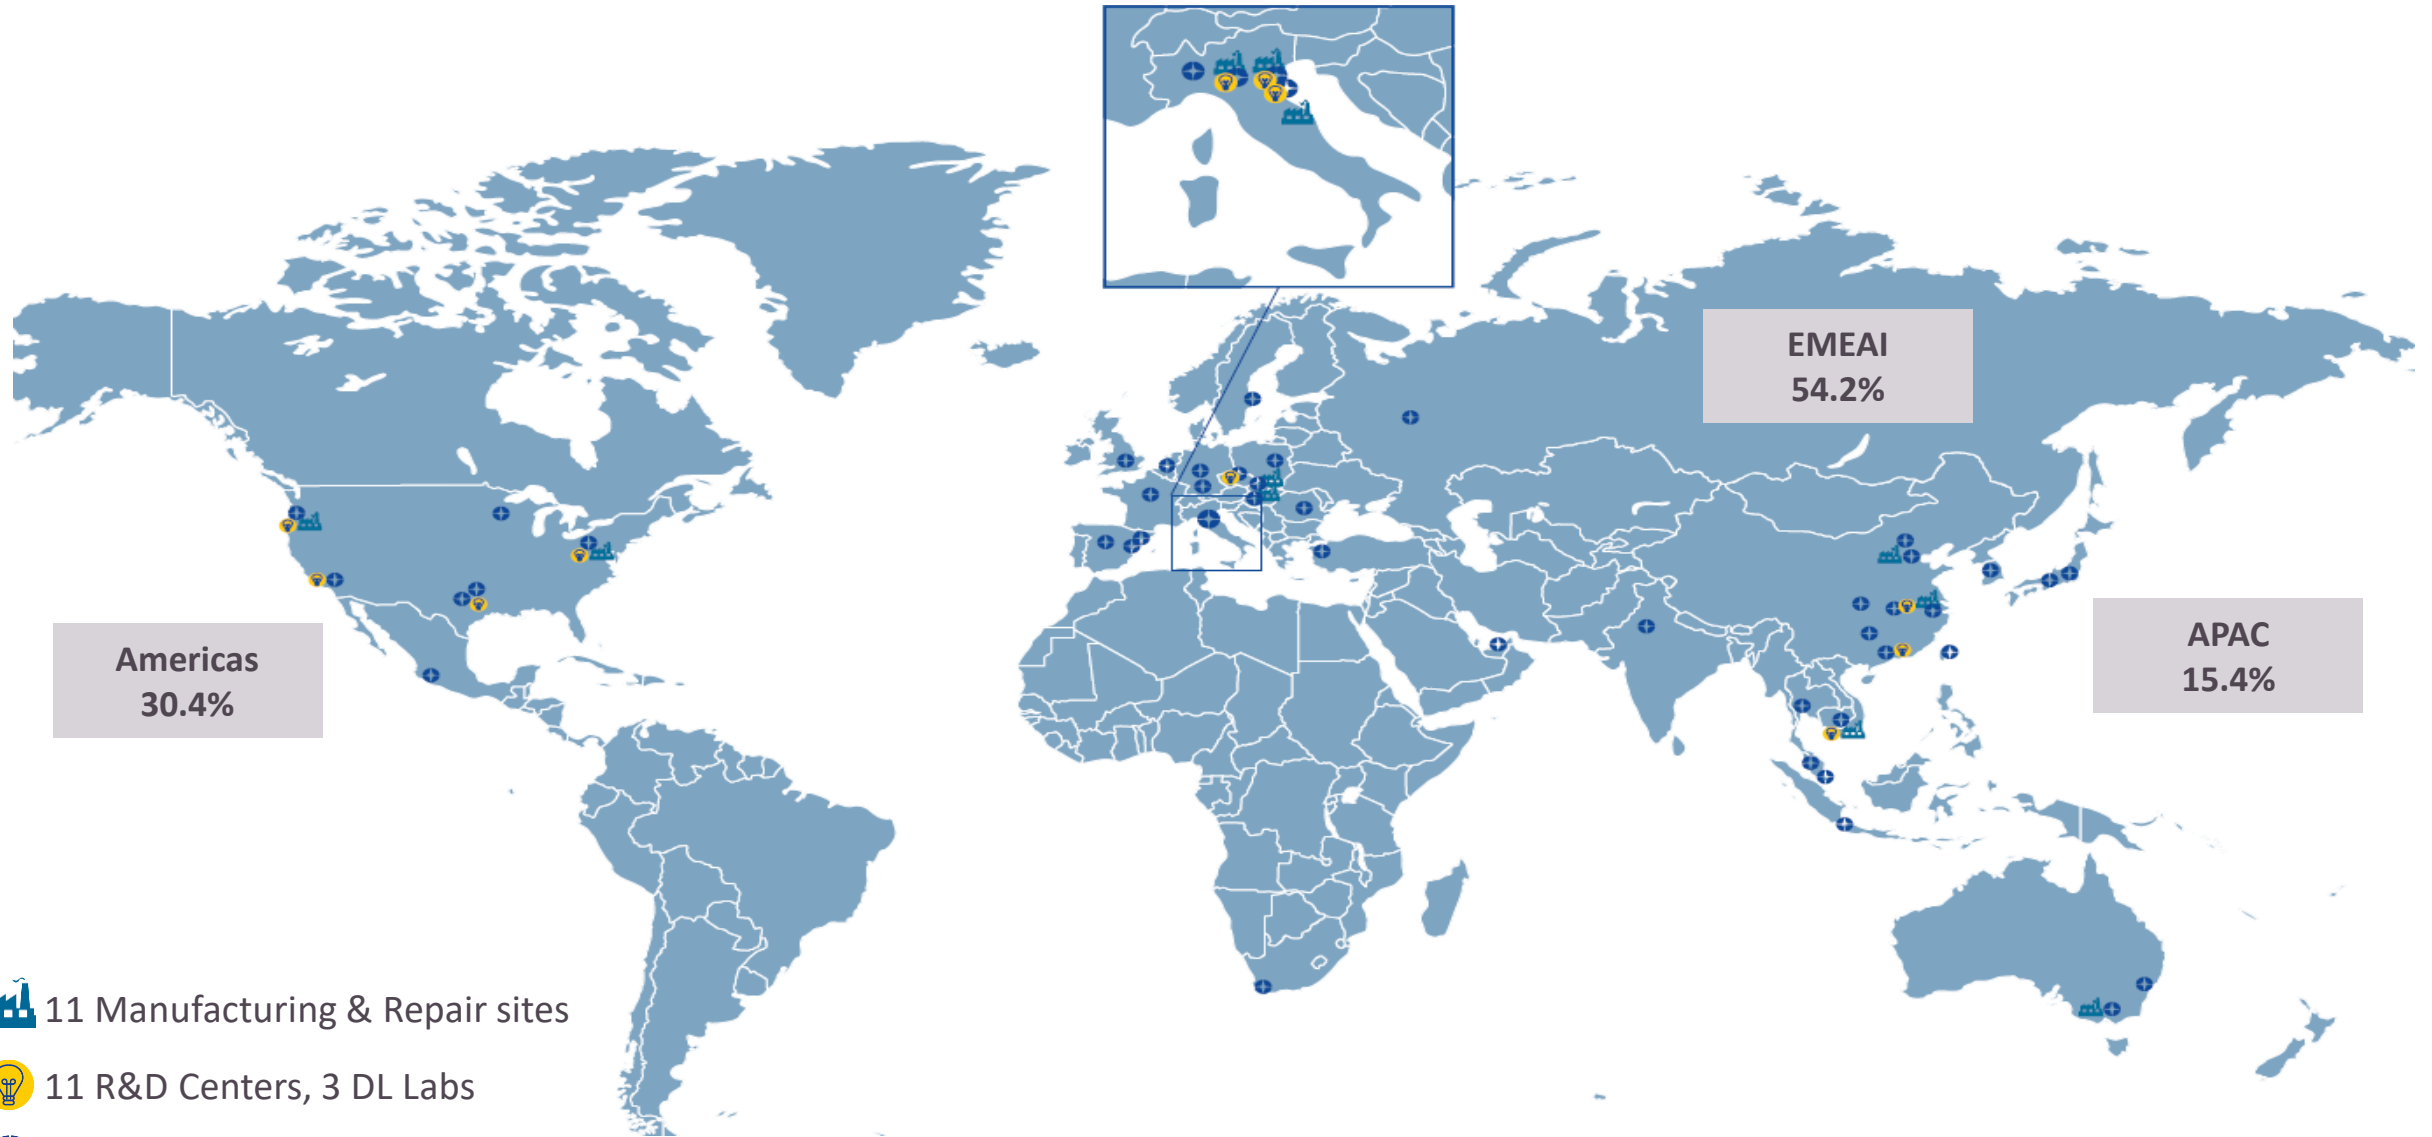 EMEAI
54.2%
Americas
30.4%
APAC
15.4%
11 Manufacturing & Repair sites
11 R&D Centers, 3 DL Labs